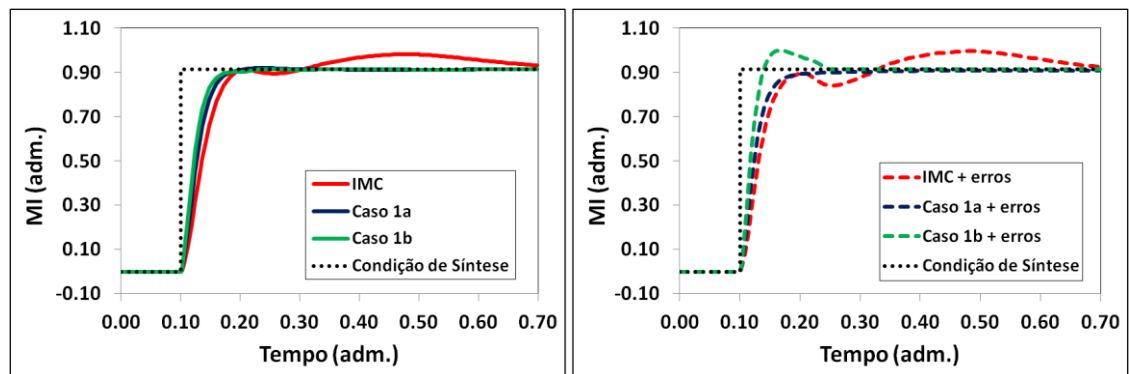 1.10
0.90
0.70
0.50
0.30
0.10
-0.10
MI (adm.)
IMC
Caso 1a
Caso 1b
Condição de Síntese
0.00 0.10 0.20 0.30 0.40 0.50 0.60 0.70
Tempo (adm.)
1.10
0.90
0.70
0.50
0.30
0.10
-0.10
MI (adm.)
IMC + erros
Caso 1a + erros
Caso 1b + erros
Condição de Síntese
0.00 0.10 0.20 0.30 0.40 0.50 0.60 0.70
Tempo (adm.)